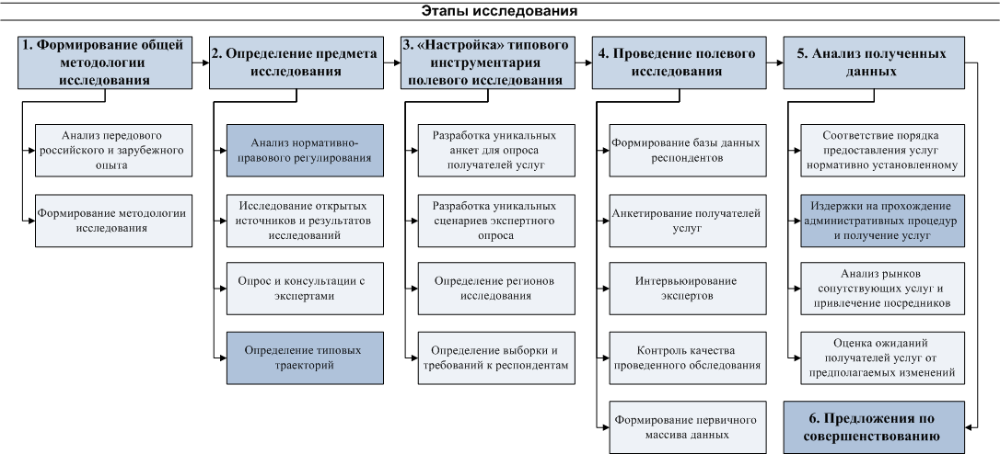 Этапы исследования
1. Формирование общей
методологии
исследования
Анализ передового
российского и зарубежного
опыта
Формирование методологии
исследования
2. Определение предмета
исследования
Анализ нормативно-
правового регулирования
Исследование открытых
источников и результатов
исследований
Опрос и консультации с
экспертами
Определение типовых
траекторий
3. «Настройка» типового
инструментария
полевого исследования
Разработка уникальных
анкет для опроса
получателей услуг
Разработка уникальных
сценариев экспертного
опроса
Определение регионов
исследования
Определение выборки и
требований к респондентам
4. Проведение полевого
исследования
Формирование базы данных
респондентов
Анкетирование получателей
услуг
Интервьюирование
экспертов
Контроль качества
проведенного обследования
Формирование первичного
массива данных
5. Анализ полученных
данных
Соответствие порядка
предоставления услуг
нормативно установленному
Издержки на прохождение
административных процедур
и получение услуг
Анализ рынков
сопутствующих услуг и
привлечение посредников
Оценка ожиданий
получателей услуг от
предполагаемых изменений
6. Предложения по
совершенствованию